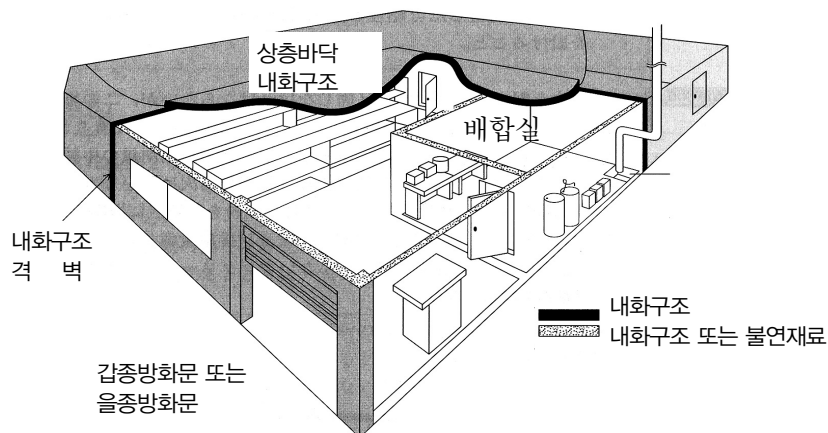 상층바닥
내화구조
배합실
내화구조
격 벽
내화구조
내화구조 또는 불연재료
갑종방화문 또는
을종방화문